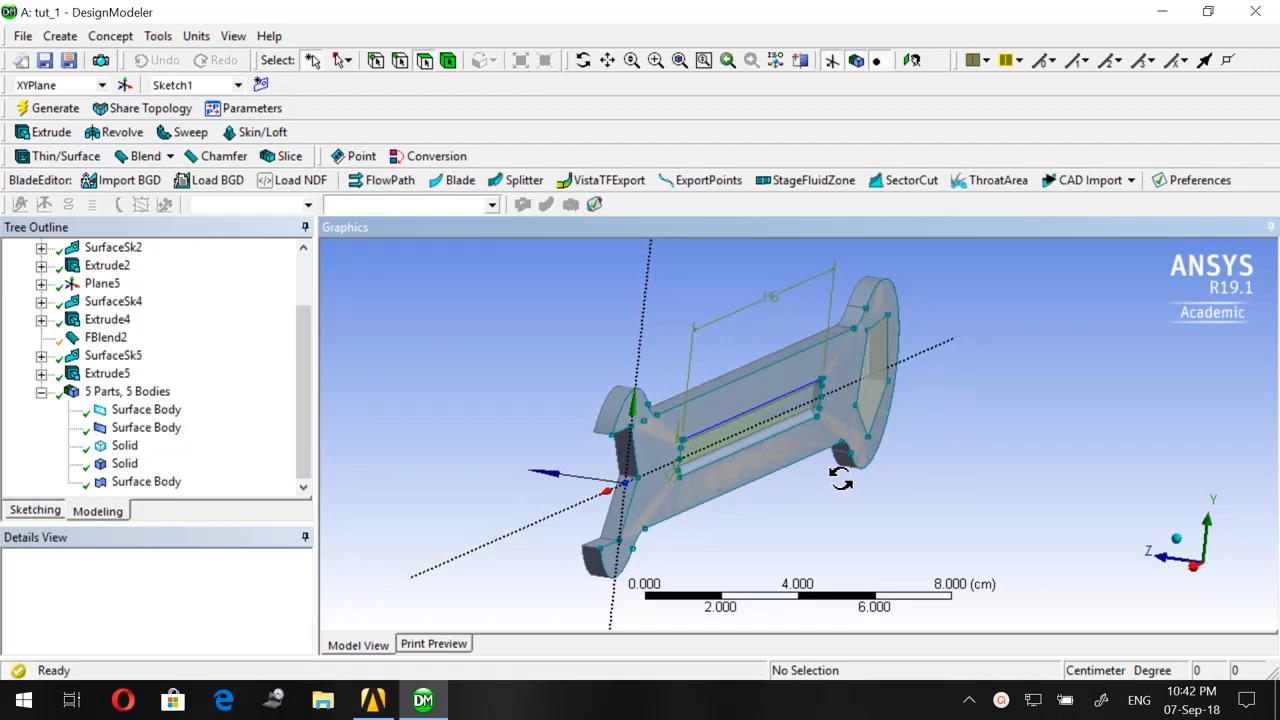 A: tut_1 - DesignModeler
File Create Concept Tools Units View Help
Undo Redo Select:
XYPlane Sketch1
Generate Share Topology Parameters
Extrude Revolve Sweep Skin/Loft
Thin/Surface Blend Chamfer Slice Point Conversion
BladeEditor: Import BGD Load BGD Load NDF FlowPath Blade Splitter VistaTFExport ExportPoints StageFluidZone SectorCut ThroatArea CAD Import Preferences
Tree Outline
SurfaceSk2
Extrude2
Plane5
SurfaceSk4
Extrude4
FBlend2
SurfaceSk5
Extrude5
5 Parts, 5 Bodies
Surface Body
Surface Body
Solid
Solid
Surface Body
Sketching Modeling
Details View
Graphics
ANSYS
R19.1
Academic
H6
Y
Z
0.000 4.000 8.000 (cm)
2.000 6.000
Model View Print Preview
Ready No Selection Centimeter Degree 0 0
DM ENG 10:42 PM
07-Sep-18